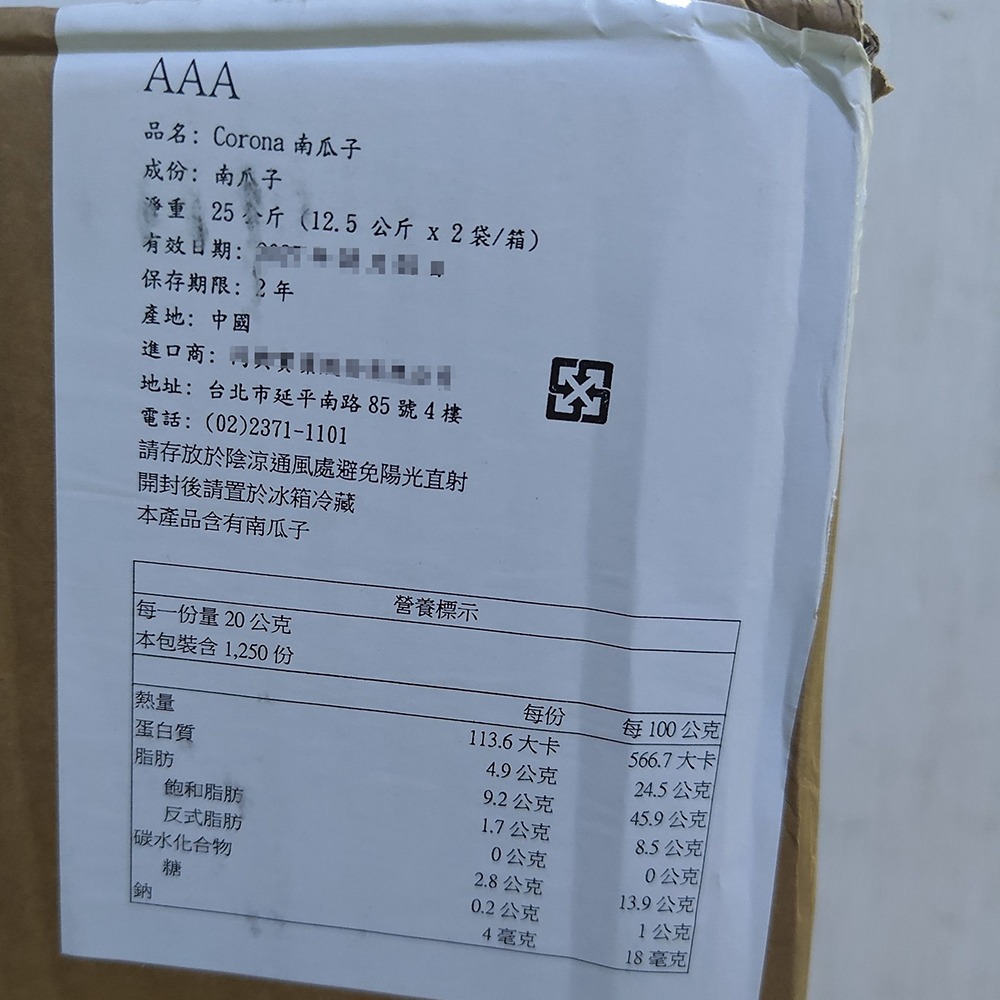 AAA
品名: Corona 南瓜子
成份: 南瓜子
淨重: 25 公斤 (12.5 公斤 x 2 袋/箱)
有效日期:
保存期限: 2 年
產地: 中國
進口商:
地址: 台北市延平南路 85 號 4 樓
電話: (02)2371-1101
請存放於陰涼通風處避免陽光直射
開封後請置於冰箱冷藏
本產品含有南瓜子
營養標示
每一份量 20 公克
本包裝含 1,250 份
每份 每 100 公克
熱量 113.6 大卡 566.7 大卡
蛋白質 4.9 公克 24.5 公克
脂肪 9.2 公克 45.9 公克
飽和脂肪 1.7 公克 8.5 公克
反式脂肪 0 公克 0 公克
碳水化合物 2.8 公克 13.9 公克
糖 0.2 公克 1 公克
鈉 4 毫克 18 毫克